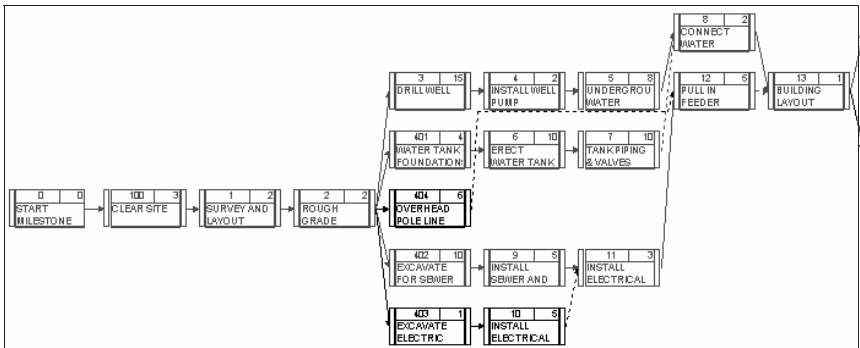 8 2
CONNECT
WATER
3 15
DRILL WELL
4 2
INSTALL WELL
PUMP
5 8
UNDERGROU
WATER
12 5
PULL IN
FEEDER
13 1
BUILDING
LAYOUT
401 4
WATER TANK
FOUNDATION
6 10
ERECT
WATER TANK
7 10
TANK PIPING
& VALVES
0 0
START
MILESTONE
100 3
CLEAR SITE
1 2
SURVEY AND
LAYOUT
2 2
ROUGH
GRADE
404 6
OVERHEAD
POLE LINE
402 10
EXCAVATE
FOR SEWER
9 5
INSTALL
SEWER AND
11 5
INSTALL
ELECTRICAL
403 1
EXCAVATE
ELECTRIC
10 5
INSTALL
ELECTRICAL